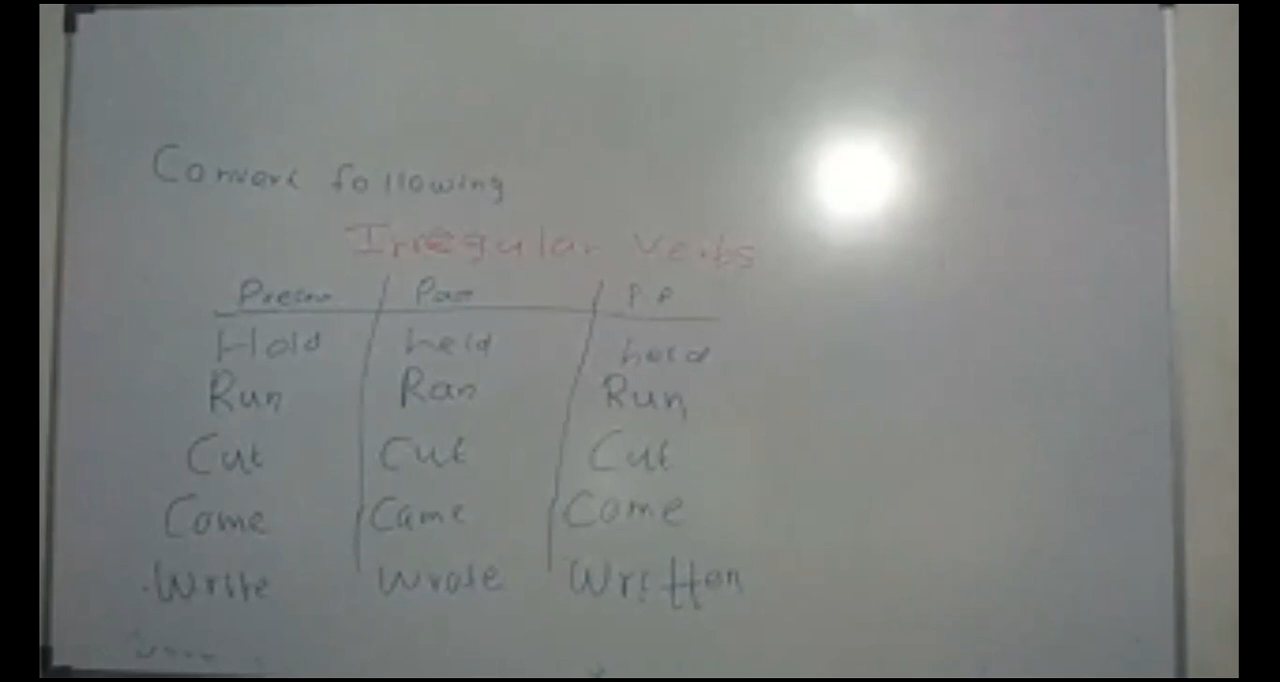 Convert following
Irregular Verbs
Present Past P.P
Hold held held
Run Ran Run
Cut Cut Cut
Come Came Come
Write Wrote Written